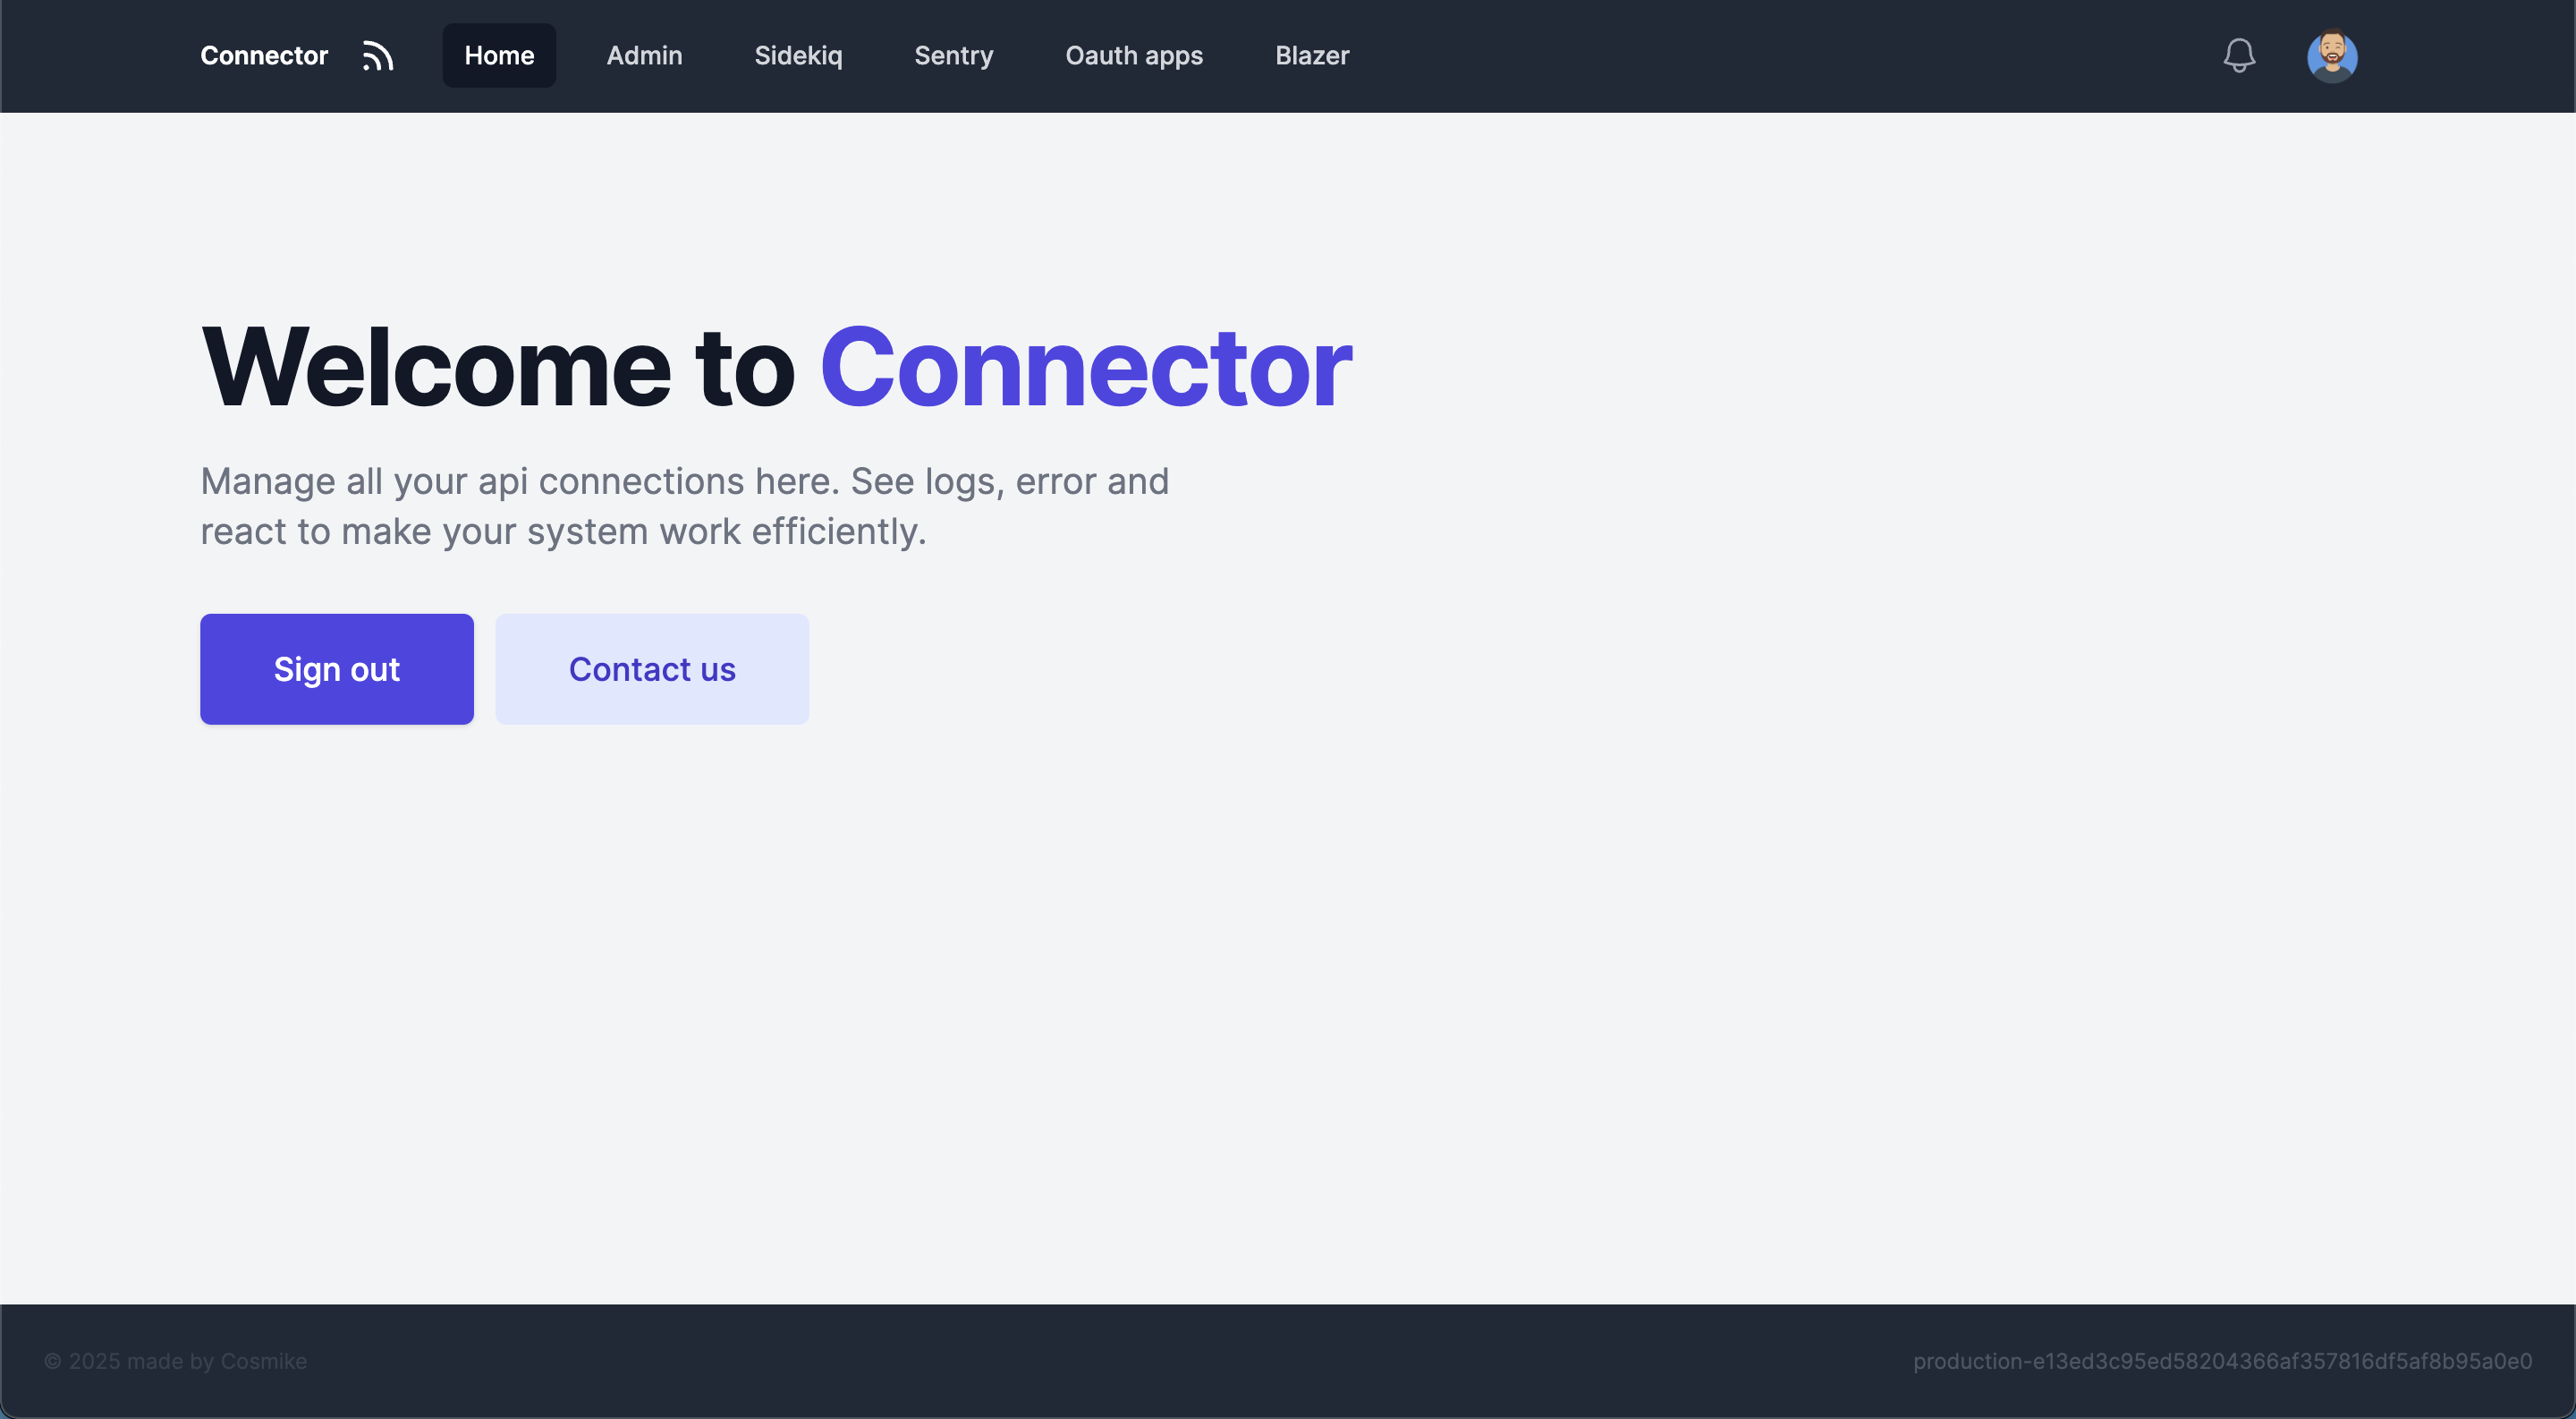 Connector
Home
Admin
Sidekiq
Sentry
Oauth apps
Blazer
Welcome to Connector
Manage all your api connections here. See logs, error and
react to make your system work efficiently.
Sign out
Contact us
© 2025 made by Cosmike
production-e13ed3c95ed58204366af357816df5af8b95a0e0